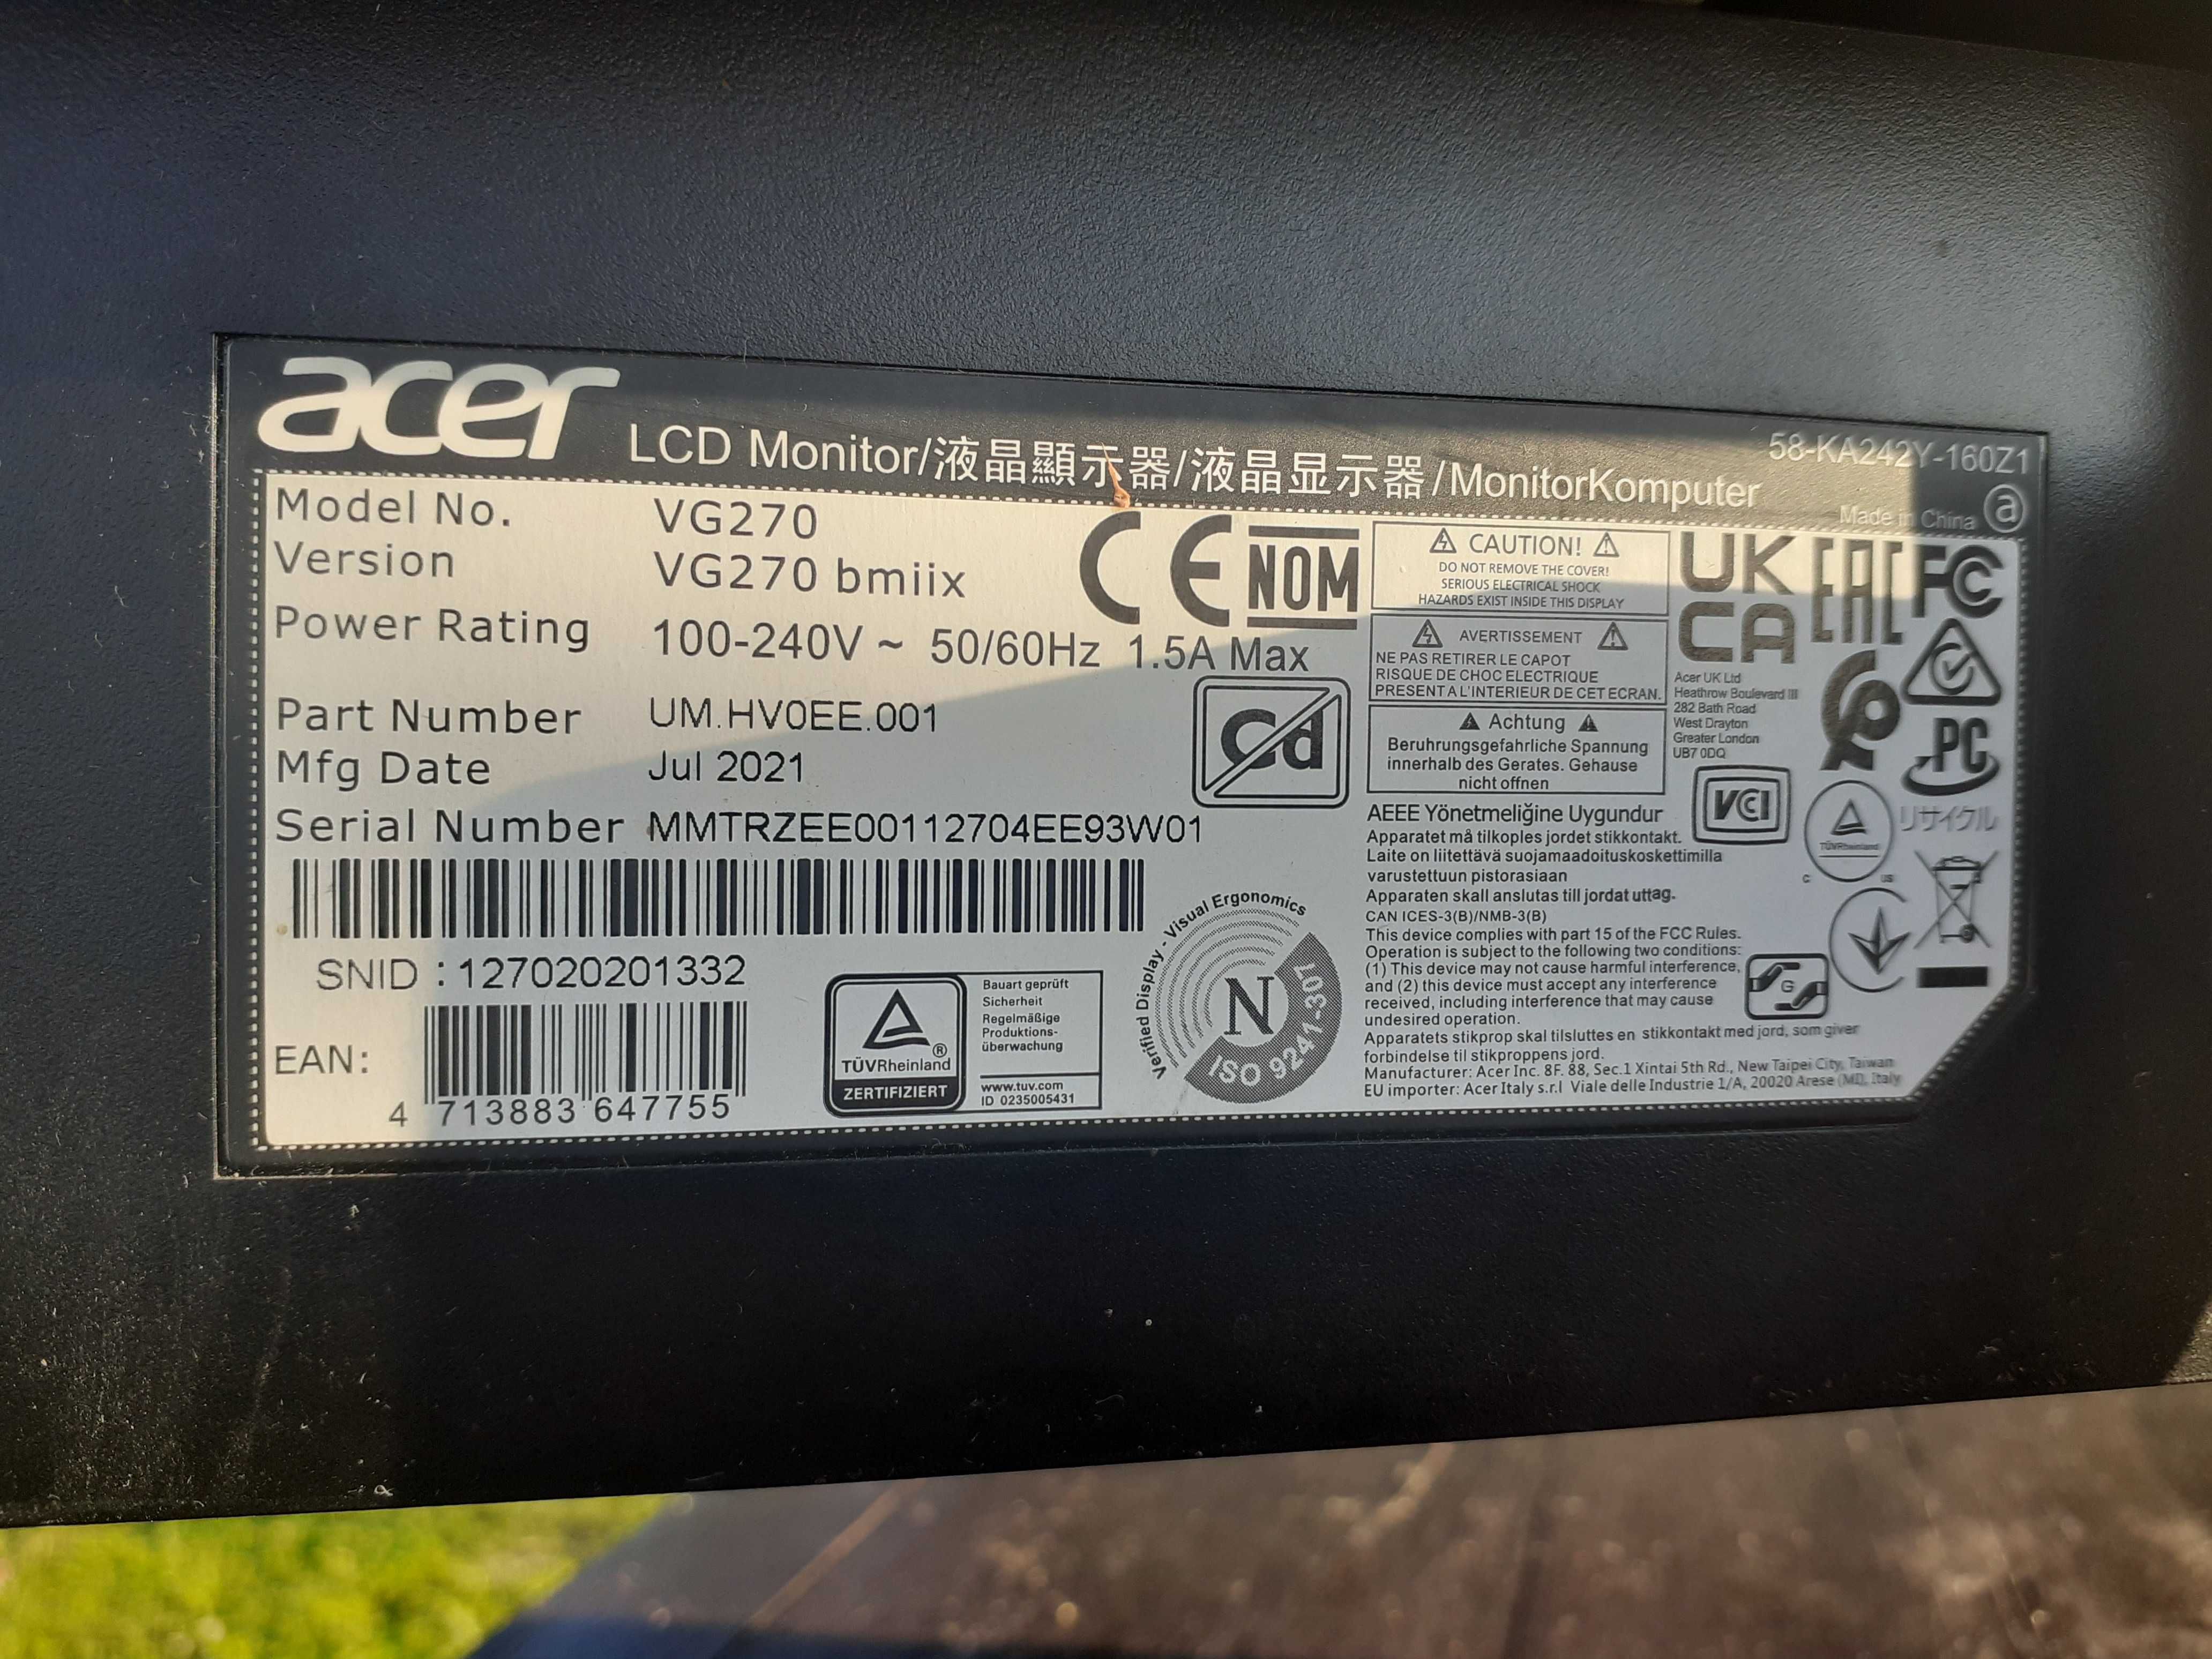 acer
LCD Monitor/液晶顯示器/液晶显示器/MonitorKomputer
58-KA242Y-160Z1
Made in China
a
Model No. VG270
Version VG270 bmiix
Power Rating 100-240V ~ 50/60Hz 1.5A Max
Part Number UM.HV0EE.001
Mfg Date Jul 2021
Serial Number MMTRZEE00112704EE93W01
SNID : 127020201332
EAN:
4 713883 647755
CE
NOM
Cd
TÜVRheinland®
ZERTIFIZIERT
Bauart geprüft
Sicherheit
Regelmäßige
Produktions-
überwachung
www.tuv.com
ID 0235005431
Verified Display - Visual Ergonomics
N
ISO 9241-307
CAUTION!
DO NOT REMOVE THE COVER!
SERIOUS ELECTRICAL SHOCK
HAZARDS EXIST INSIDE THIS DISPLAY
AVERTISSEMENT
NE PAS RETIRER LE CAPOT
RISQUE DE CHOC ELECTRIQUE
PRESENT A L'INTERIEUR DE CET ECRAN.
Achtung
Beruhrungsgefahrliche Spannung
innerhalb des Gerates. Gehause
nicht offnen
UK
CA
EAC
FC
Acer UK Ltd
Heathrow Boulevard III
282 Bath Road
West Drayton
Greater London
UB7 0DQ
PC
リサイクル
VCI
TÜVRheinland
C US
AEEE Yönetmeliğine Uygundur
Apparatet må tilkoples jordet stikkontakt.
Laite on liitettävä suojamaadoituskoskettimilla
varustettuun pistorasiaan
Apparaten skall anslutas till jordat uttag.
CAN ICES-3(B)/NMB-3(B)
This device complies with part 15 of the FCC Rules.
Operation is subject to the following two conditions:
(1) This device may not cause harmful interference,
and (2) this device must accept any interference
received, including interference that may cause
undesired operation.
G
Apparatets stikprop skal tilsluttes en stikkontakt med jord, som giver
forbindelse til stikproppens jord.
Manufacturer: Acer Inc. 8F. 88, Sec.1 Xintai 5th Rd., New Taipei City, Taiwan
EU importer: Acer Italy s.r.l Viale delle Industrie 1/A, 20020 Arese (MI), Italy